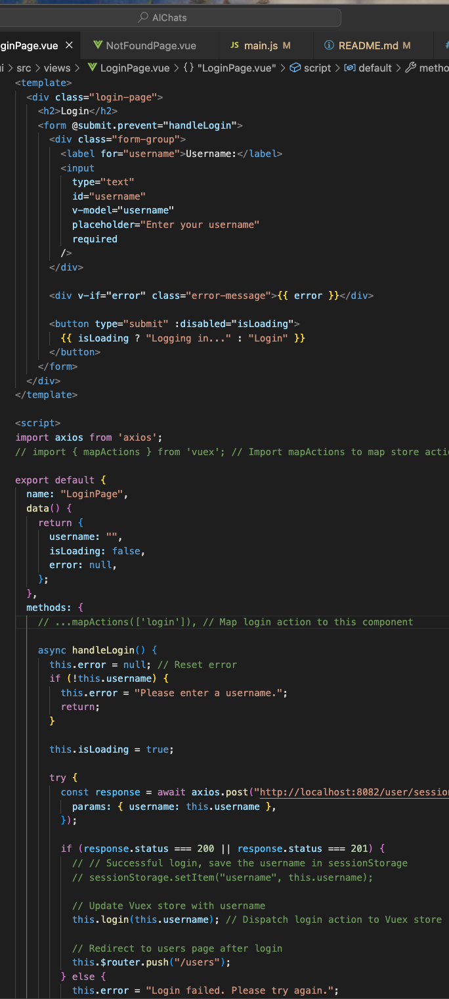 AIChats
ginPage.vue × NotFoundPage.vue JS main.js M README.md M
ui > src > views > LoginPage.vue > {} "LoginPage.vue" > script > default > metho
<template>
<div class="login-page">
<h2>Login</h2>
<form @submit.prevent="handleLogin">
<div class="form-group">
<label for="username">Username:</label>
<input
type="text"
id="username"
v-model="username"
placeholder="Enter your username"
required
/>
</div>
<div v-if="error" class="error-message">{{ error }}</div>
<button type="submit" :disabled="isLoading">
{{ isLoading ? "Logging in..." : "Login" }}
</button>
</form>
</div>
</template>
<script>
import axios from 'axios';
// import { mapActions } from 'vuex'; // Import mapActions to map store actio
export default {
name: "LoginPage",
data() {
return {
username: "",
isLoading: false,
error: null,
};
},
methods: {
// ...mapActions(['login']), // Map login action to this component
async handleLogin() {
this.error = null; // Reset error
if (!this.username) {
this.error = "Please enter a username.";
return;
}
this.isLoading = true;
try {
const response = await axios.post("http://localhost:8082/user/session
params: { username: this.username },
});
if (response.status === 200 || response.status === 201) {
// // Successful login, save the username in sessionStorage
// sessionStorage.setItem("username", this.username);
// Update Vuex store with username
this.login(this.username); // Dispatch login action to Vuex store
// Redirect to users page after login
this.$router.push("/users");
} else {
this.error = "Login failed. Please try again.";